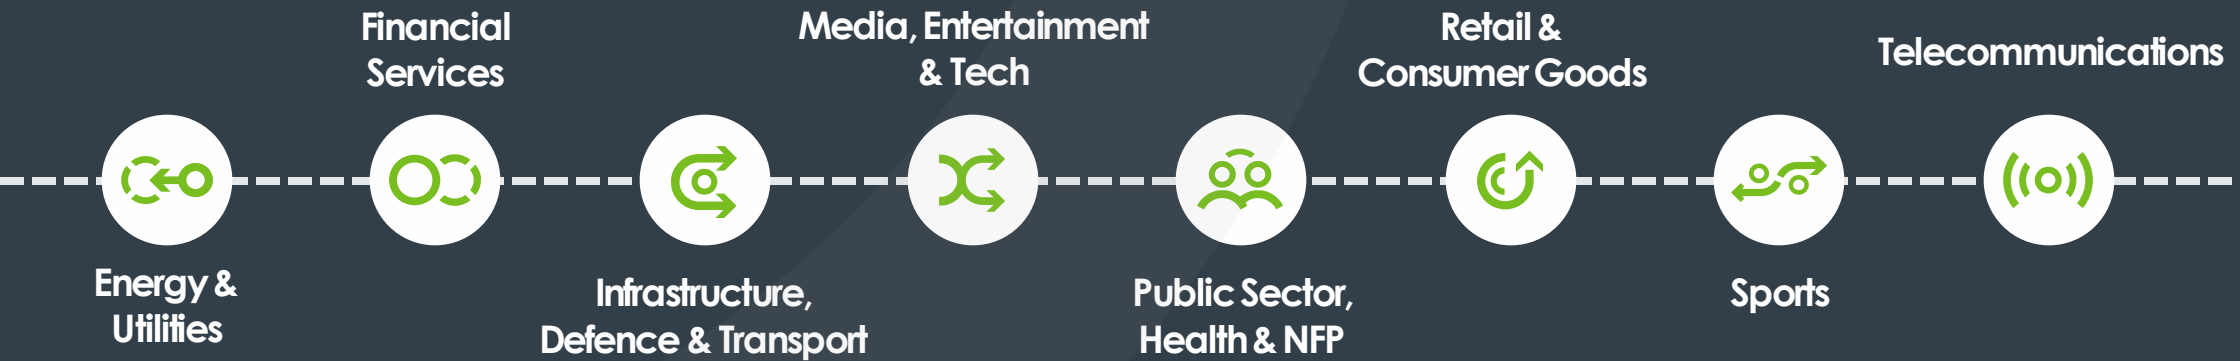 Energy &
Utilities
Financial
Services
Infrastructure,
Defence & Transport
Media, Entertainment
& Tech
Public Sector,
Health & NFP
Retail &
Consumer Goods
Sports
Telecommunications